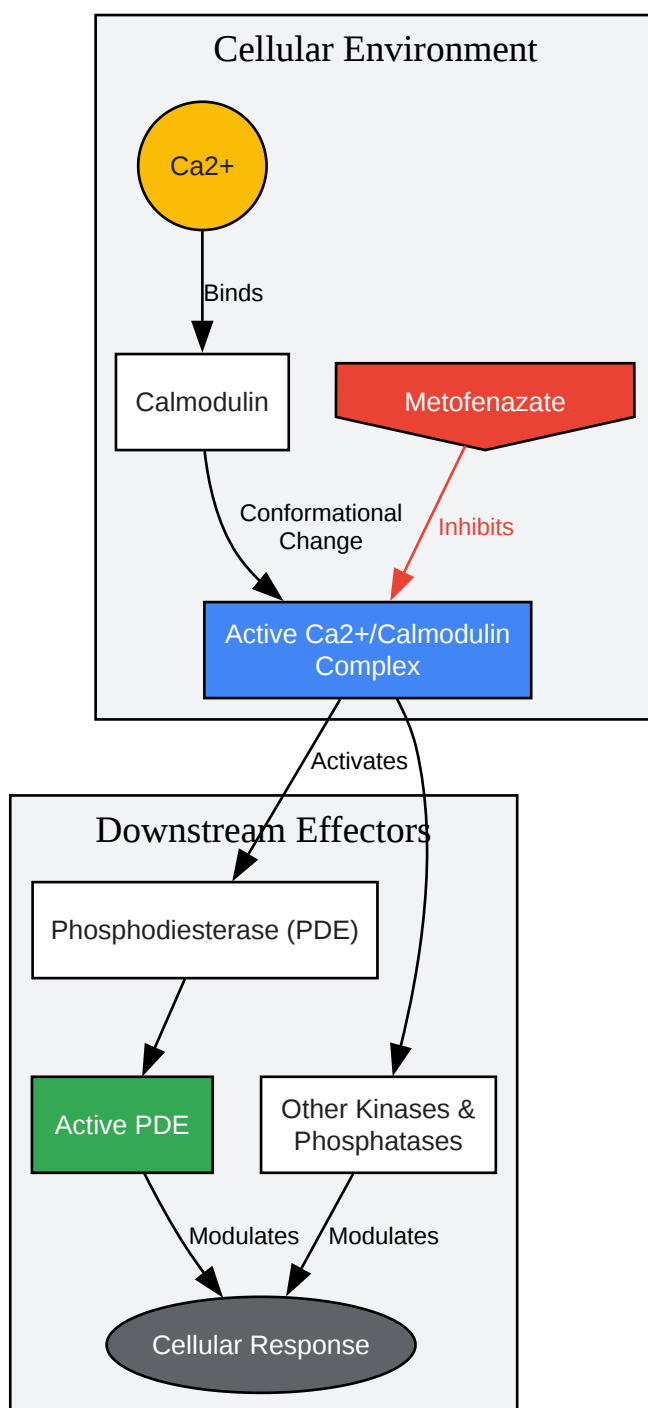 Cellular Environment
Ca2+
Binds
Calmodulin
Metofenazate
Conformational
Change
Inhibits
Active Ca2+/Calmodulin
Complex
Activates
Downstream Effectors
Phosphodiesterase (PDE)
Active PDE
Other Kinases &
Phosphatases
Modulates
Modulates
Cellular Response